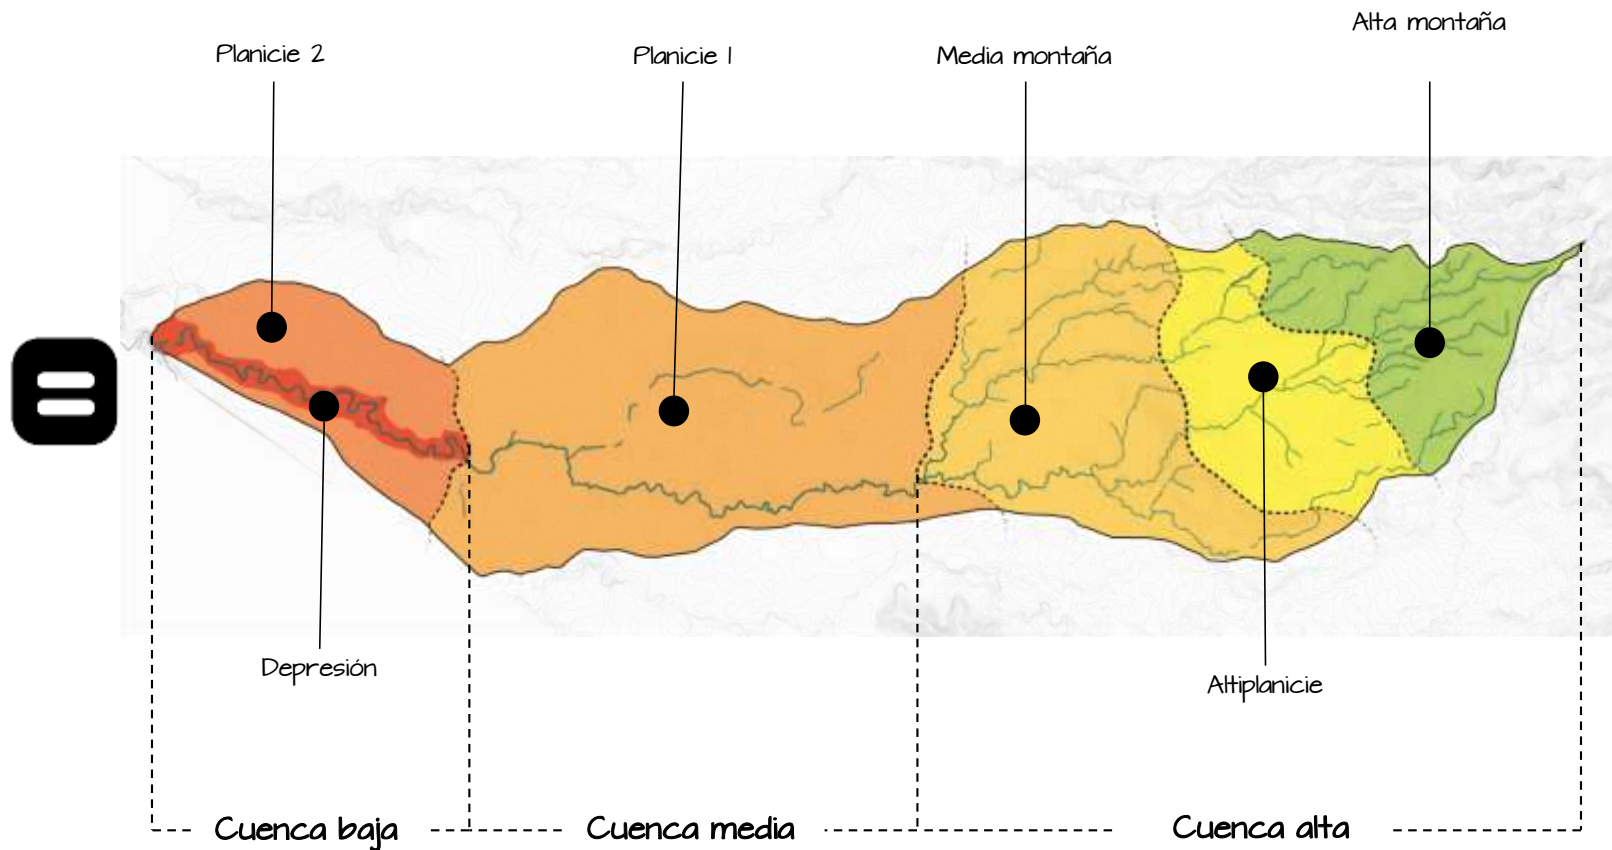 Alta montaña
Planicie 2
Planicie 1
Media montaña
Depresión
Altiplanicie
Cuenca baja
Cuenca media
Cuenca alta